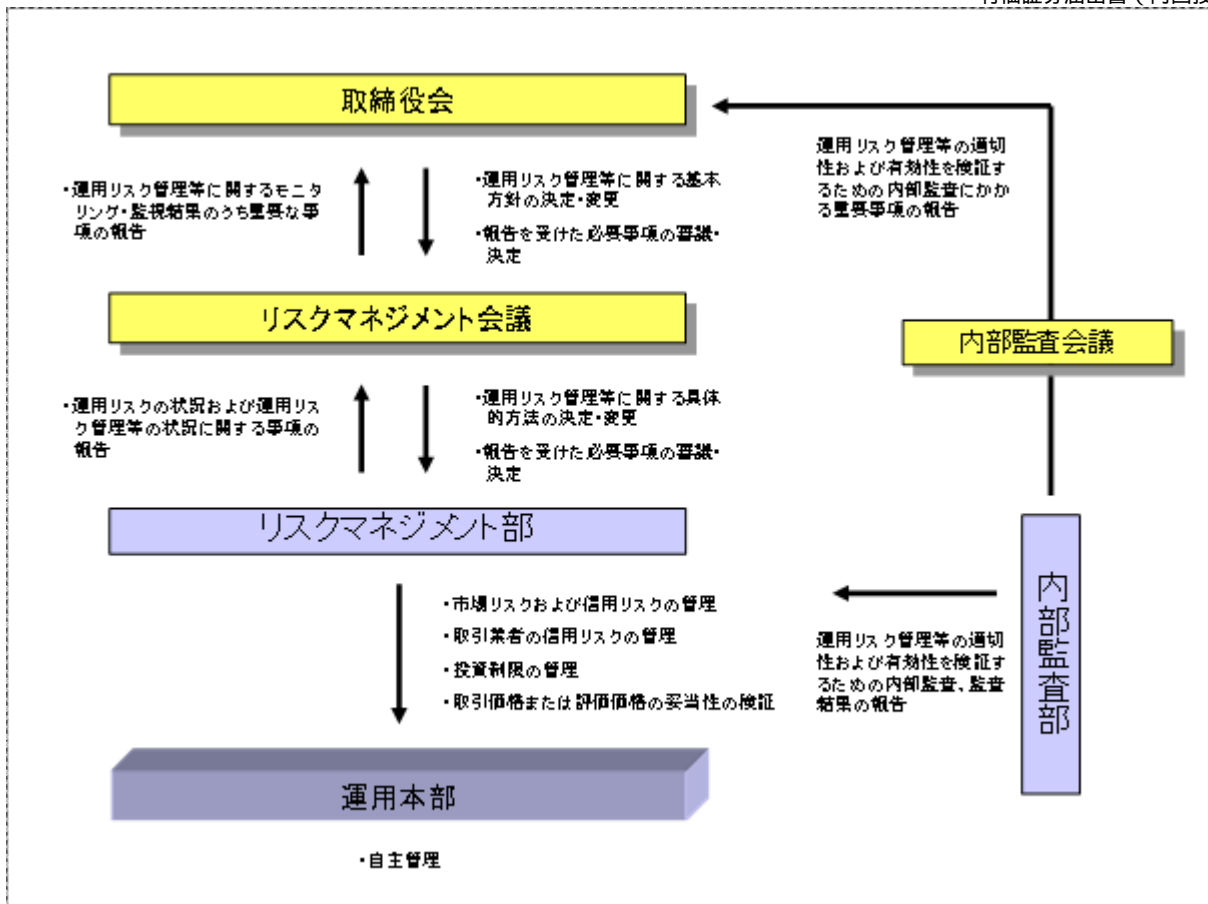 取締役会
・運用リスク管理等に関するモニ
タリング・監視結果のうち重要な事
項の報告
・運用リスク管理等に関する基本
方針の決定・変更
・報告を受けた必要事項の審議・
決定
運用リスク管理等の適切
性および有効性を検証す
るための内部監査にかか
る重要事項の報告
リスクマネジメント会議
内部監査会議
・運用リスクの状況および運用リス
ク管理等の状況に関する事項の
報告
・運用リスク管理等に関する具体
的方法の決定・変更
・報告を受けた必要事項の審議・
決定
リスクマネジメント部
内部監査部
・市場リスクおよび信用リスクの管理
・取引業者の信用リスクの管理
・投資制限の管理
・取引価格または評価価格の妥当性の検証
運用リスク管理等の適切
性および有効性を検証す
るための内部監査、監査
結果の報告
運用本部
・自主管理